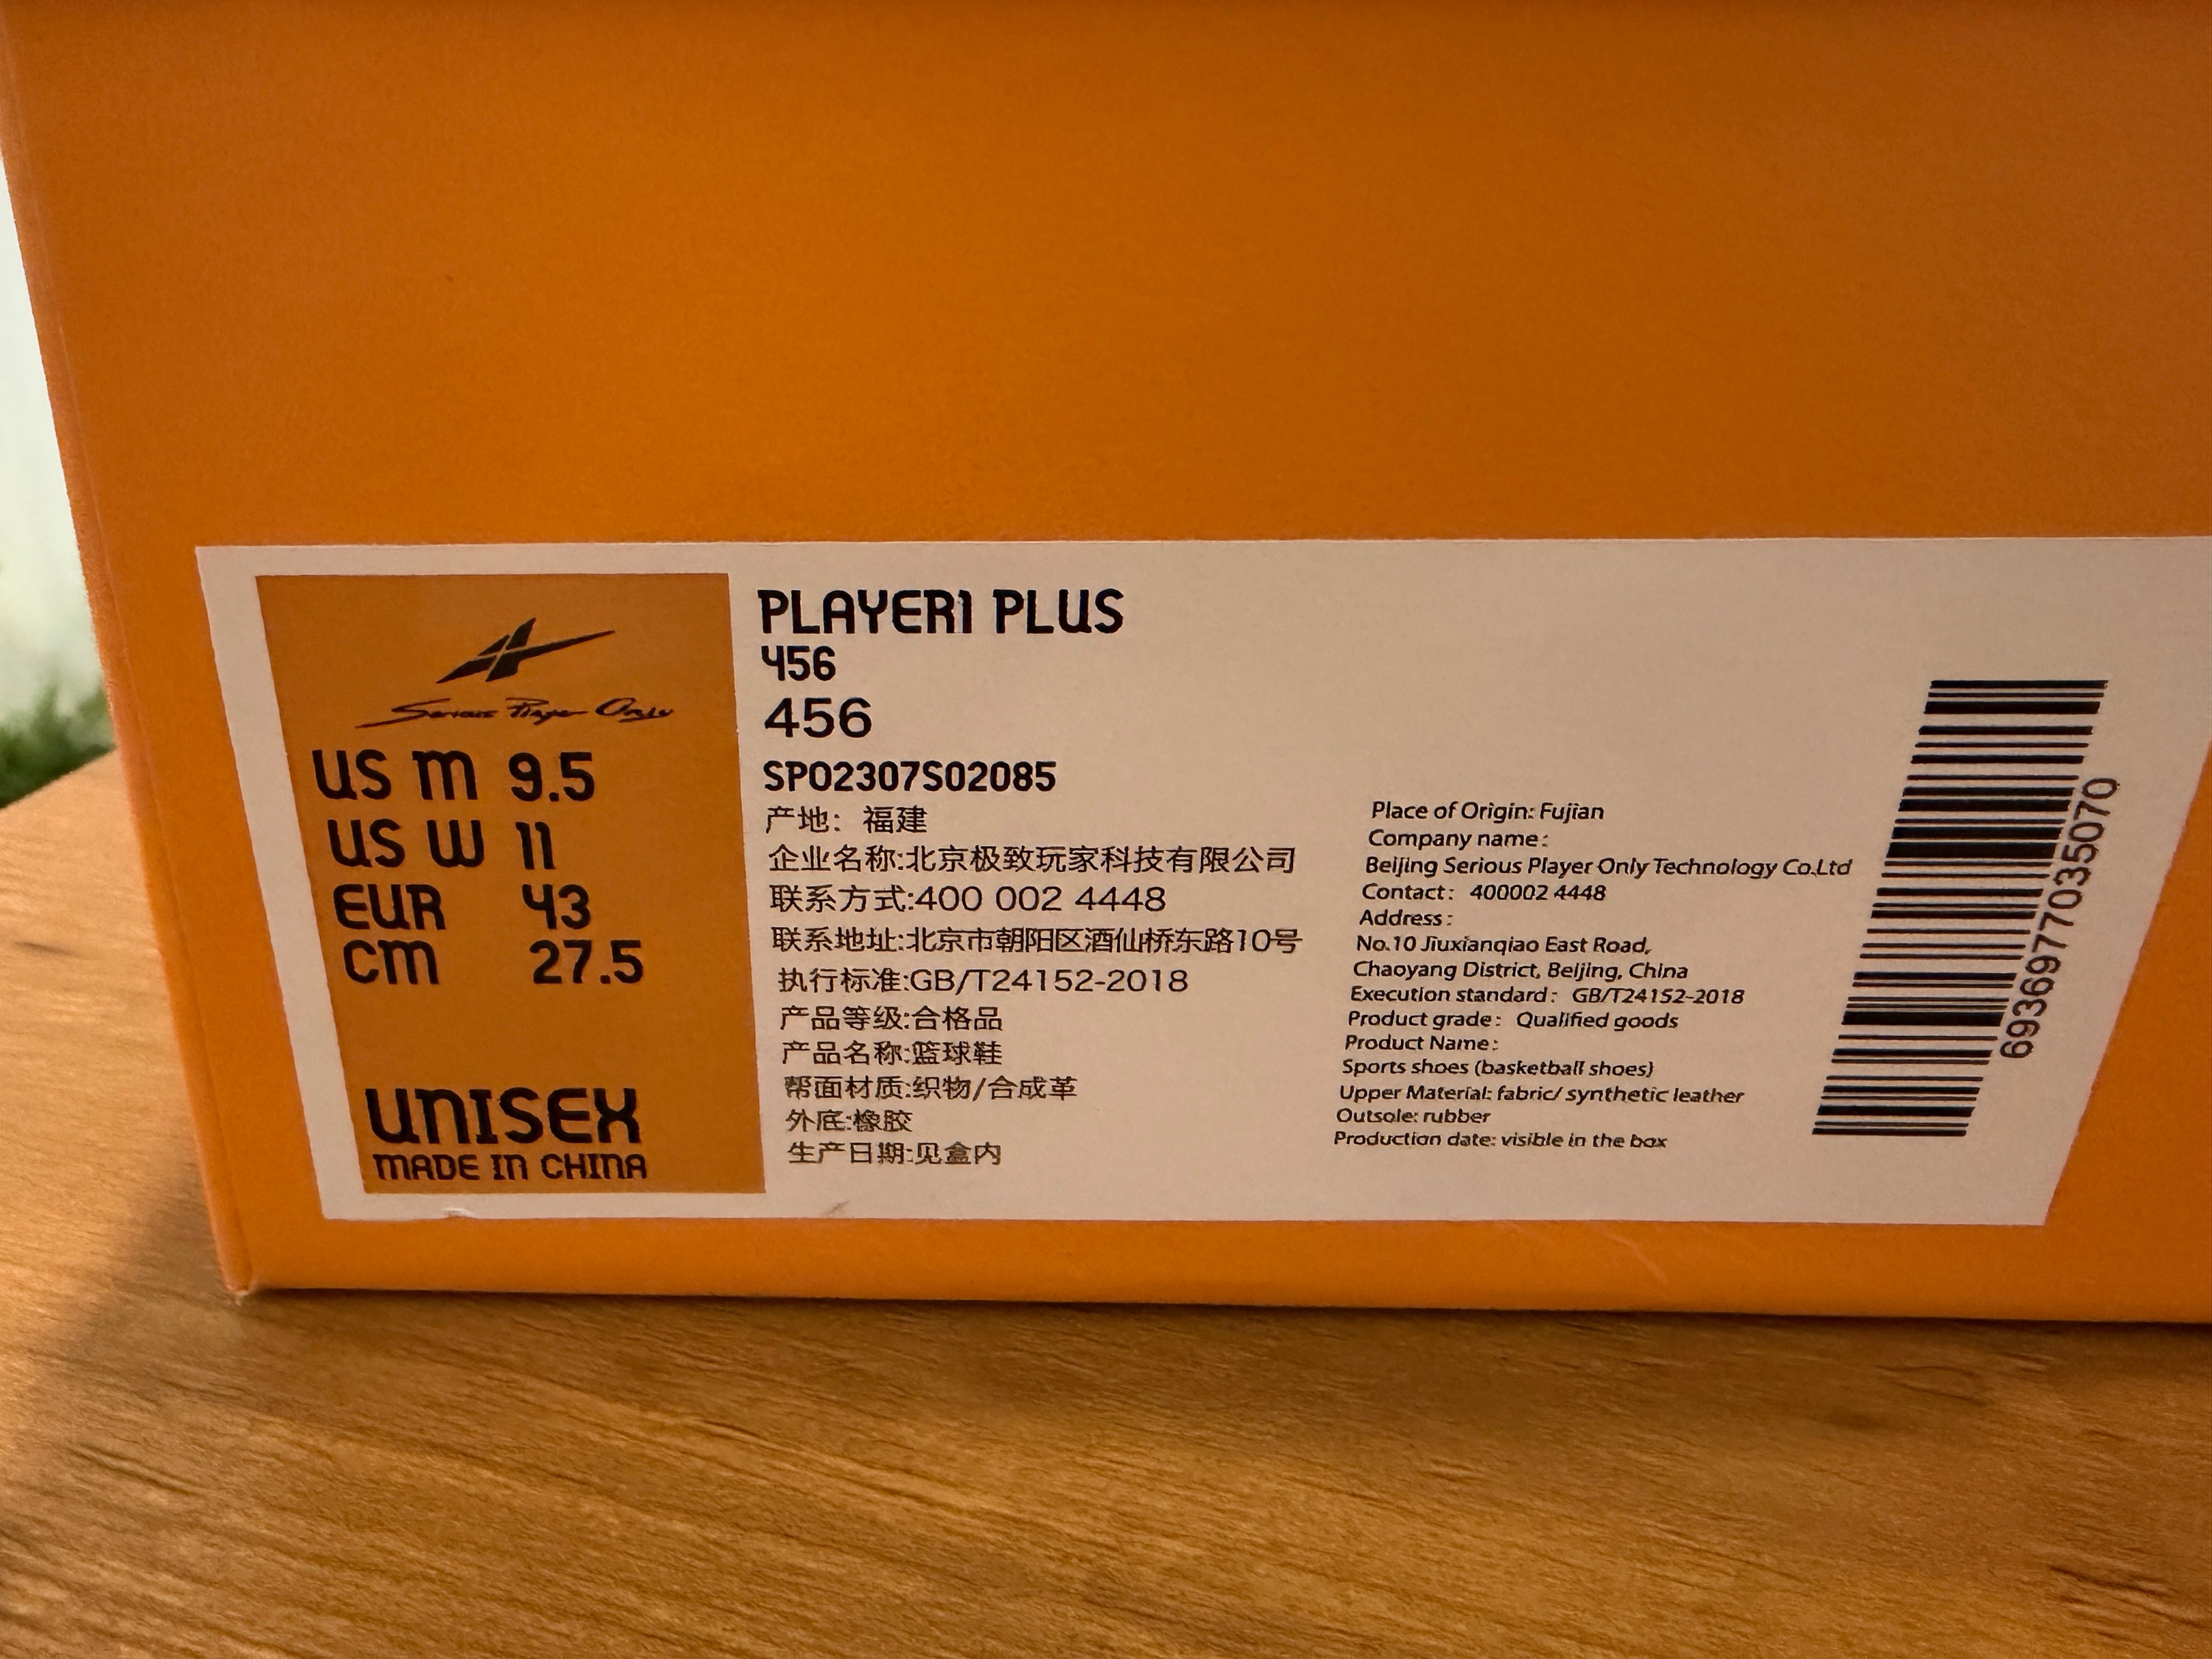 Serious Player Only
US M 9.5
US W 11
EUR 43
CM 27.5
UNISEX
MADE IN CHINA
PLAYER1 PLUS
456
456
SPO2307S02085
产地：福建
企业名称:北京极致玩家科技有限公司
联系方式:400 002 4448
联系地址:北京市朝阳区酒仙桥东路10号
执行标准:GB/T24152-2018
产品等级:合格品
产品名称:篮球鞋
帮面材质:织物/合成革
外底:橡胶
生产日期:见盒内
Place of Origin: Fujian
Company name:
Beijing Serious Player Only Technology Co.Ltd
Contact: 400002 4448
Address:
No.10 Jiuxianqiao East Road,
Chaoyang District, Beijing, China
Execution standard: GB/T24152-2018
Product grade: Qualified goods
Product Name:
Sports shoes (basketball shoes)
Upper Material: fabric/ synthetic leather
Outsole: rubber
Production date: visible in the box
6936977035070